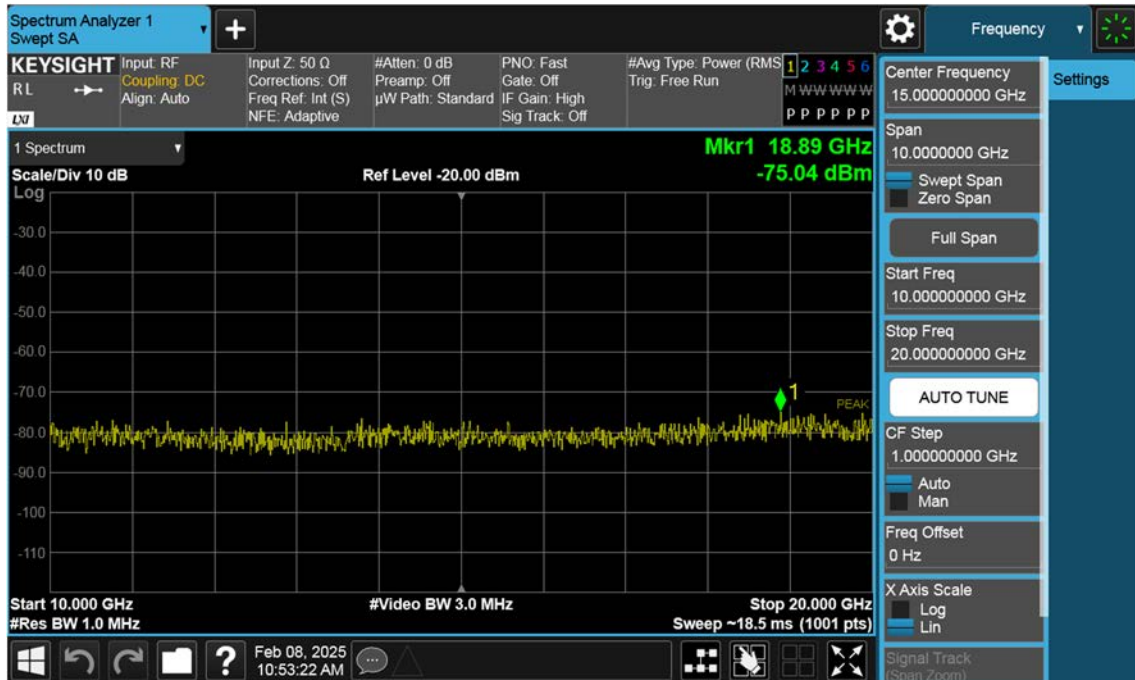 Spectrum Analyzer 1
Swept SA
+
Frequency
KEYSIGHT
R L
LXI
Input: RF
Coupling: DC
Align: Auto
Input Z: 50 Ω
Corrections: Off
Freq Ref: Int (S)
NFE: Adaptive
#Atten: 0 dB
Preamp: Off
µW Path: Standard
PNO: Fast
Gate: Off
IF Gain: High
Sig Track: Off
#Avg Type: Power (RMS
Trig: Free Run
1 2 3 4 5 6
M W W W W W
P P P P P P
1 Spectrum
Mkr1 18.89 GHz
Scale/Div 10 dB
Ref Level -20.00 dBm
-75.04 dBm
Log
-30.0
-40.0
-50.0
-60.0
-70.0
1
PEAK
-80.0
-90.0
-100
-110
Start 10.000 GHz
#Video BW 3.0 MHz
Stop 20.000 GHz
#Res BW 1.0 MHz
Sweep ~18.5 ms (1001 pts)
Center Frequency
15.000000000 GHz
Settings
Span
10.0000000 GHz
Swept Span
Zero Span
Full Span
Start Freq
10.000000000 GHz
Stop Freq
20.000000000 GHz
AUTO TUNE
CF Step
1.000000000 GHz
Auto
Man
Freq Offset
0 Hz
X Axis Scale
Log
Lin
Signal Track
(Span Zoom)
?
Feb 08, 2025
10:53:22 AM